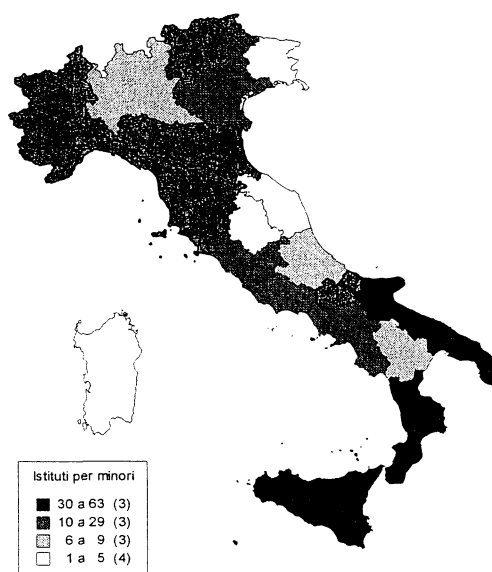 Istituti per minori
30 a 63 (3)
10 a 29 (3)
6 a 9 (3)
1 a 5 (4)